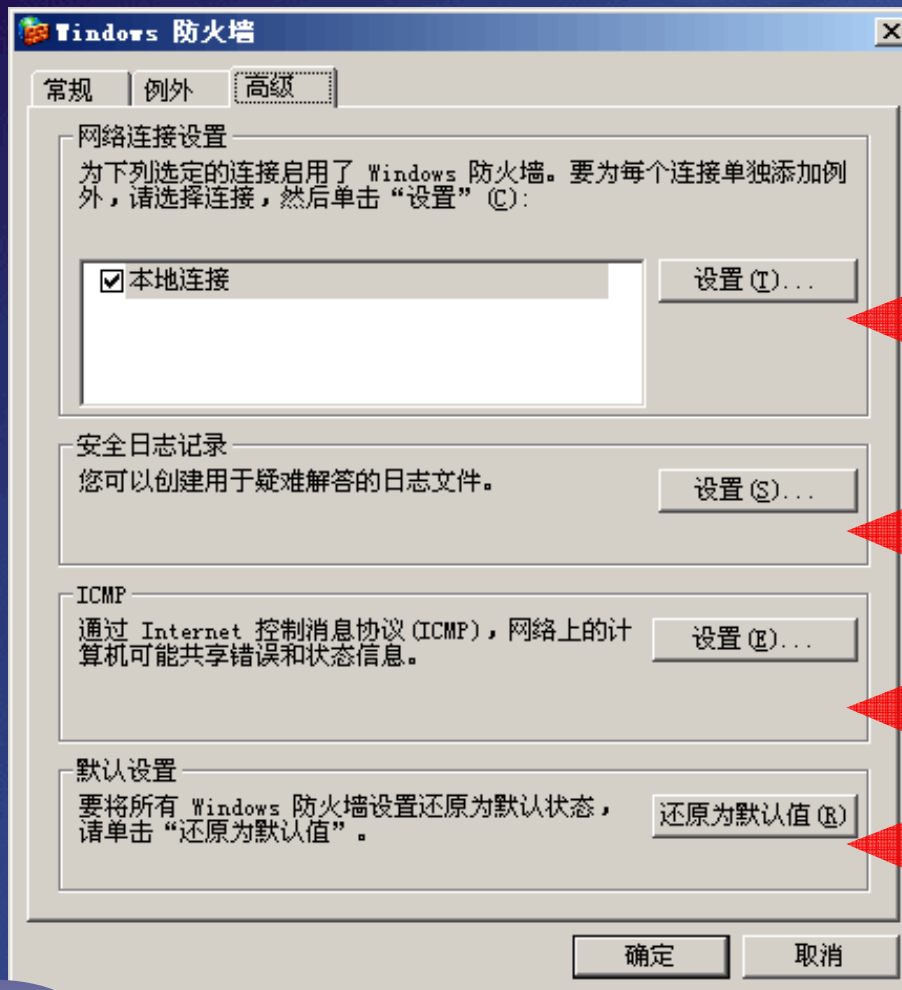 Windows 防火墙
常规
例外
高级
网络连接设置
为下列选定的连接启用了 Windows 防火墙。要为每个连接单独添加例
外，请选择连接，然后单击“设置”(C):
本地连接
设置(T)...
安全日志记录
您可以创建用于疑难解答的日志文件。
设置(S)...
ICMP
通过 Internet 控制消息协议(ICMP)，网络上的计
算机可能共享错误和状态信息。
设置(E)...
默认设置
要将所有 Windows 防火墙设置还原为默认状态，
请单击“还原为默认值”。
还原为默认值(R)
确定
取消